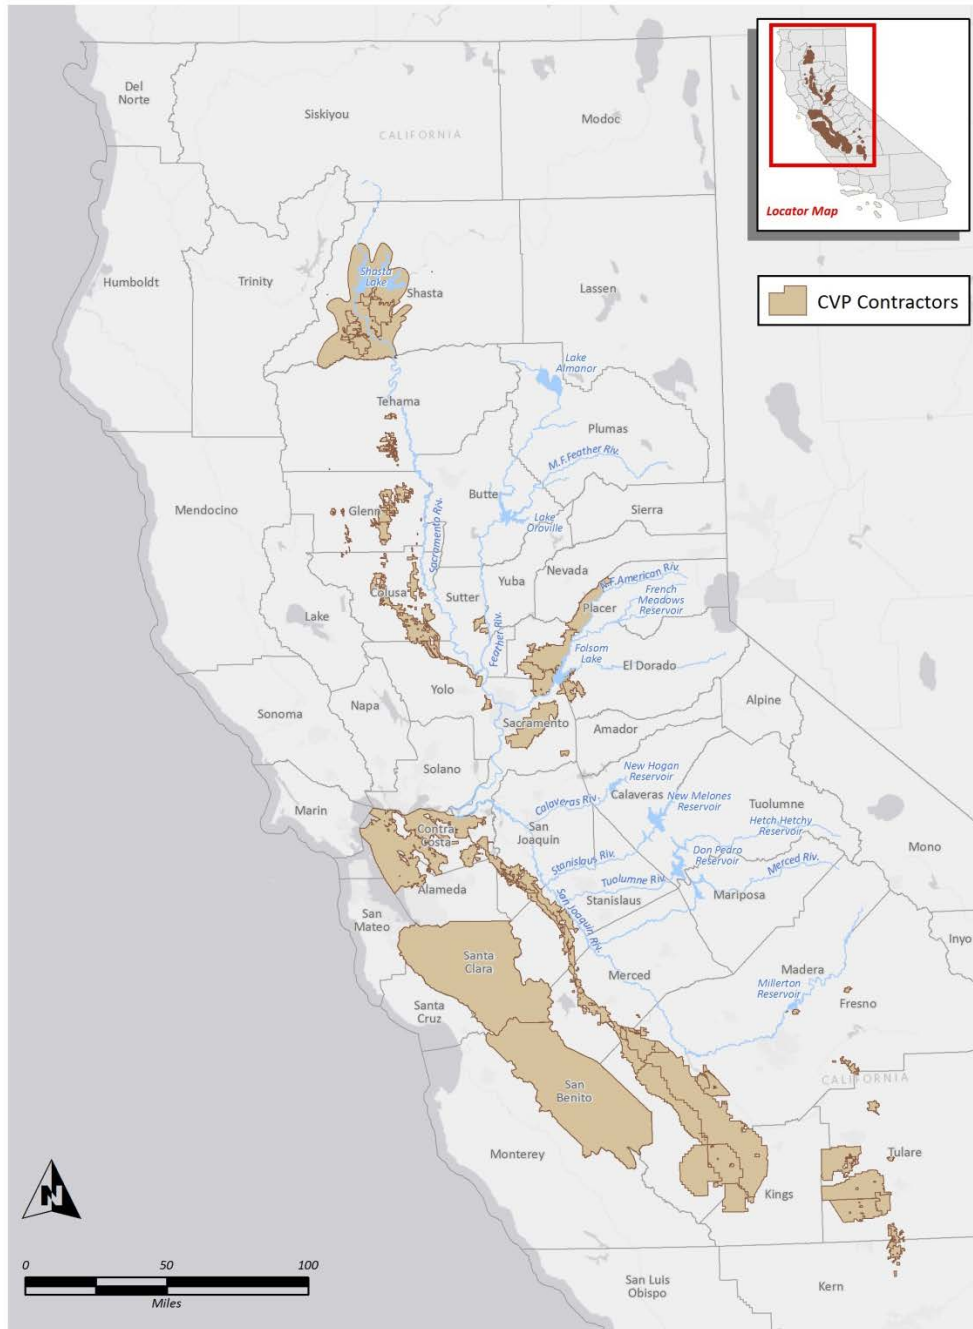 Del
Norte
Siskiyou
CALIFORNIA
Modoc
Locator Map
CVP Contractors
Humboldt
Trinity
Shasta
Lake
Shasta
Lassen
Lake
Almanor
Tehama
Plumas
M.F.Feather Riv.
Butte
Mendocino
Glenn
Sacramento Riv.
Lake
Oroville
Sierra
Nevada
Yuba
N.F.American Riv.
French
Meadows
Reservoir
Colusa
Sutter
Placer
Lake
Feather Riv.
Folsom
Lake
El Dorado
Yolo
Napa
Sonoma
Alpine
Sacramento
Amador
Solano
New Hogan
Reservoir
Calaveras
New Melones
Reservoir
Tuolumne
Marin
Calaveras Riv.
Hetch Hetchy
Reservoir
Contra
Costa
San
Joaquin
Mono
Don Pedro
Reservoir
Stanislaus Riv.
Merced Riv.
Alameda
Tuolumne Riv.
Mariposa
Stanislaus
San
Mateo
San Joaquin Riv.
Inyo
Santa
Clara
Merced
Madera
Millerton
Reservoir
Santa
Cruz
Fresno
CALIFORNIA
San
Benito
Monterey
Tulare
Kings
N
0 50 100
Miles
San Luis
Obispo
Kern